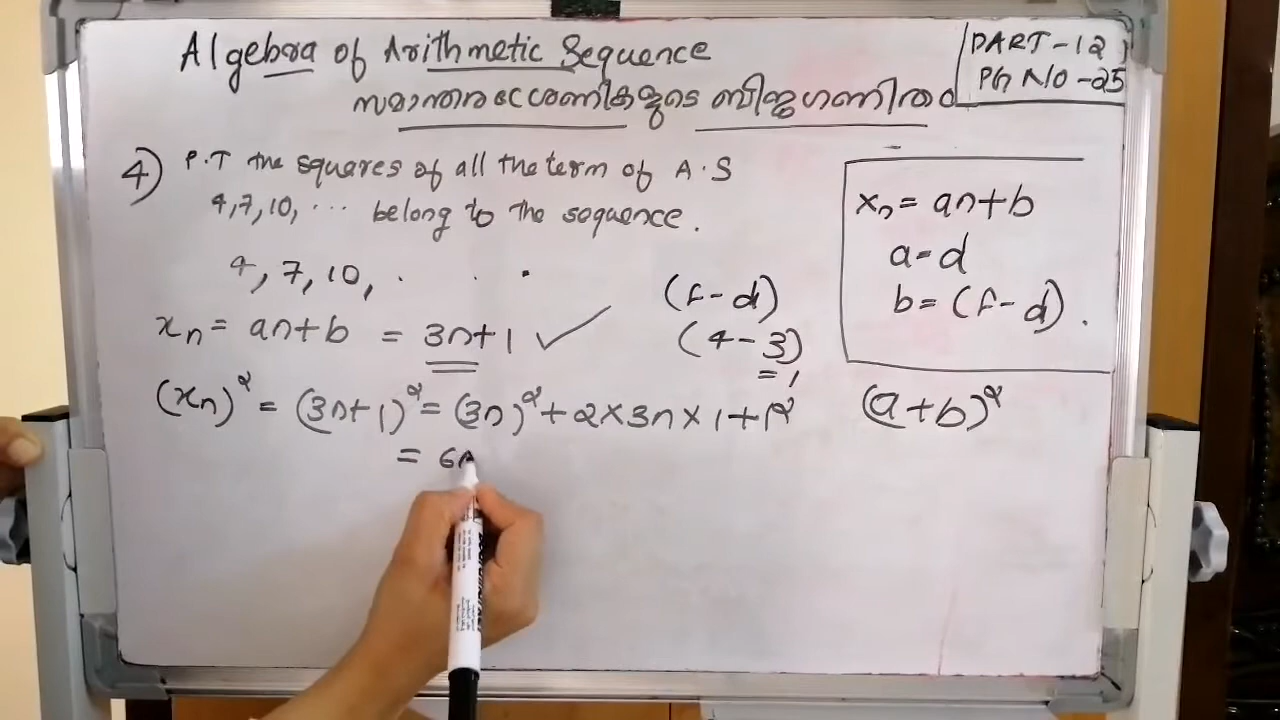 Algebra of Arithmetic Sequence
PART-12
PG NO-25
സമാന്തരശ്രേണികളുടെ ബീജഗണിതം
4) P.T the squares of all the term of A.S
4,7,10, ... belong to the sequence.
4, 7, 10, . . .
xn = an+b = 3n+1 ✓
(f-d)
(4-3)
= 1
xn = an+b
a=d
b = (f-d).
(xn)² = (3n+1)² = (3n)² + 2×3n×1+1²
(a+b)²
= 6n